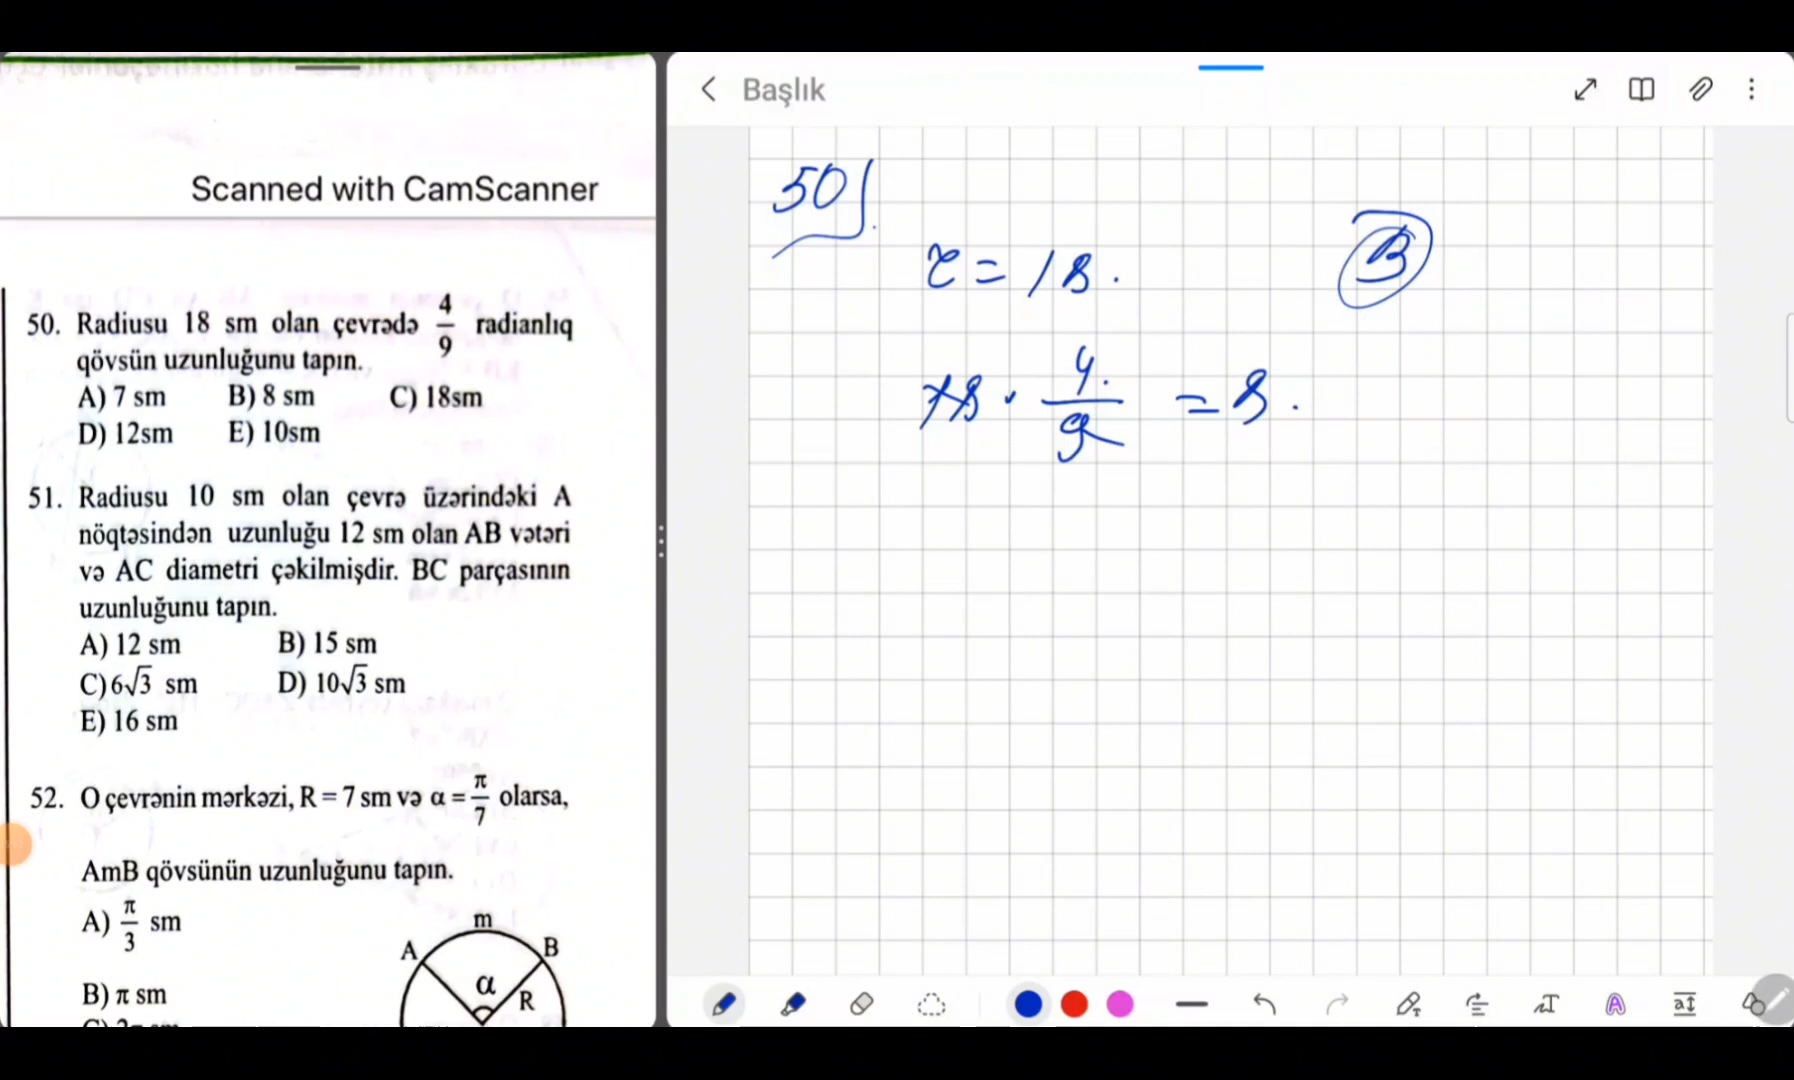 Scanned with CamScanner
50. Radiusu 18 sm olan çevrədə 4/9 radianlıq
qövsün uzunluğunu tapın.
A) 7 sm B) 8 sm C) 18sm
D) 12sm E) 10sm
51. Radiusu 10 sm olan çevrə üzərindəki A
nöqtəsindən uzunluğu 12 sm olan AB vətəri
və AC diametri çəkilmişdir. BC parçasının
uzunluğunu tapın.
A) 12 sm B) 15 sm
C) 6√3 sm D) 10√3 sm
E) 16 sm
52. O çevrənin mərkəzi, R = 7 sm və α = π/7 olarsa,
AmB qövsünün uzunluğunu tapın.
A) π/3 sm
B) π sm
m
A B
α
R
Başlık
50
r = 18.
B
18 · 4/9 = 8.